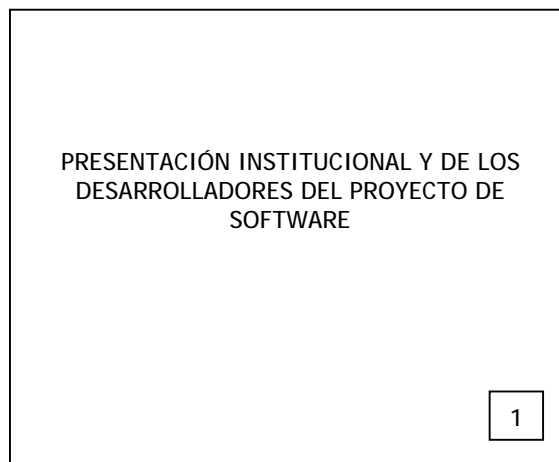 PRESENTACIÓN INSTITUCIONAL Y DE LOS
DESARROLLADORES DEL PROYECTO DE
SOFTWARE
1